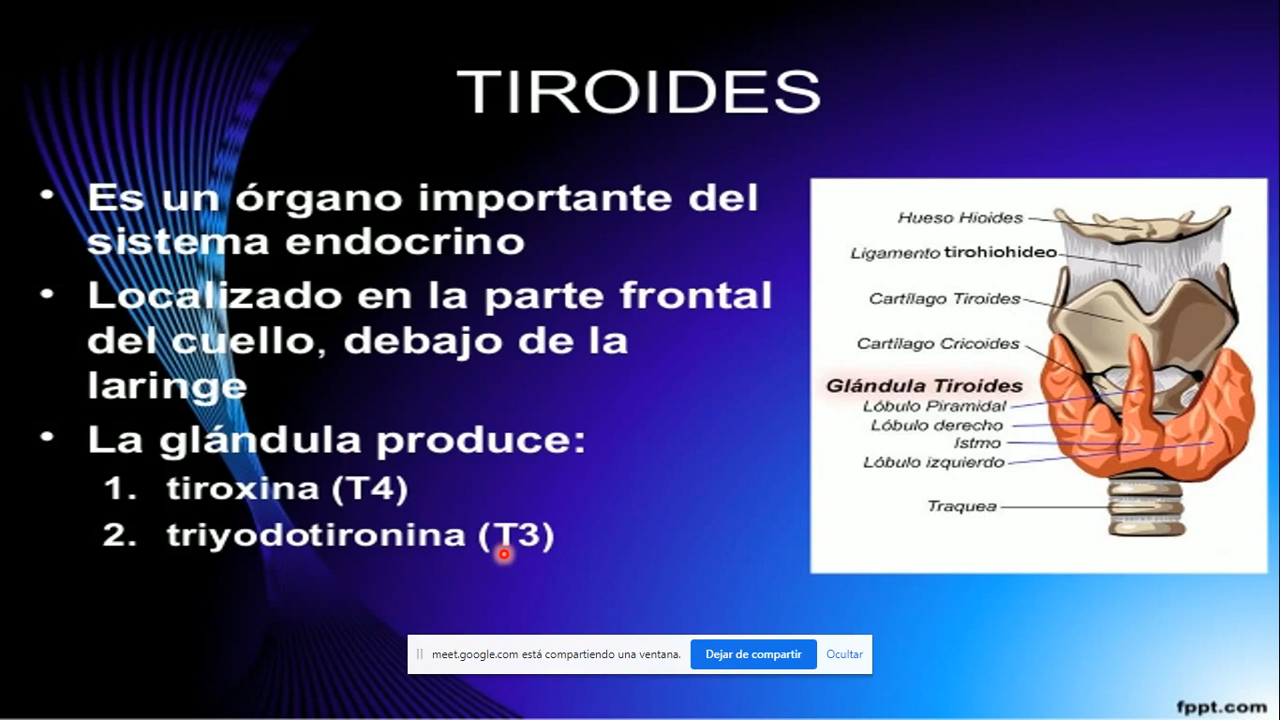 TIROIDES
• Es un órgano importante del
sistema endocrino
• Localizado en la parte frontal
del cuello, debajo de la
laringe
• La glándula produce:
1. tiroxina (T4)
2. triyodotironina (T3)
Hueso Hioides
Ligamento tirohiohideo
Cartílago Tiroides
Cartílago Cricoides
Glándula Tiroides
Lóbulo Piramidal
Lóbulo derecho
Istmo
Lóbulo izquierdo
Traquea
meet.google.com está compartiendo una ventana. Dejar de compartir Ocultar
fppt.com